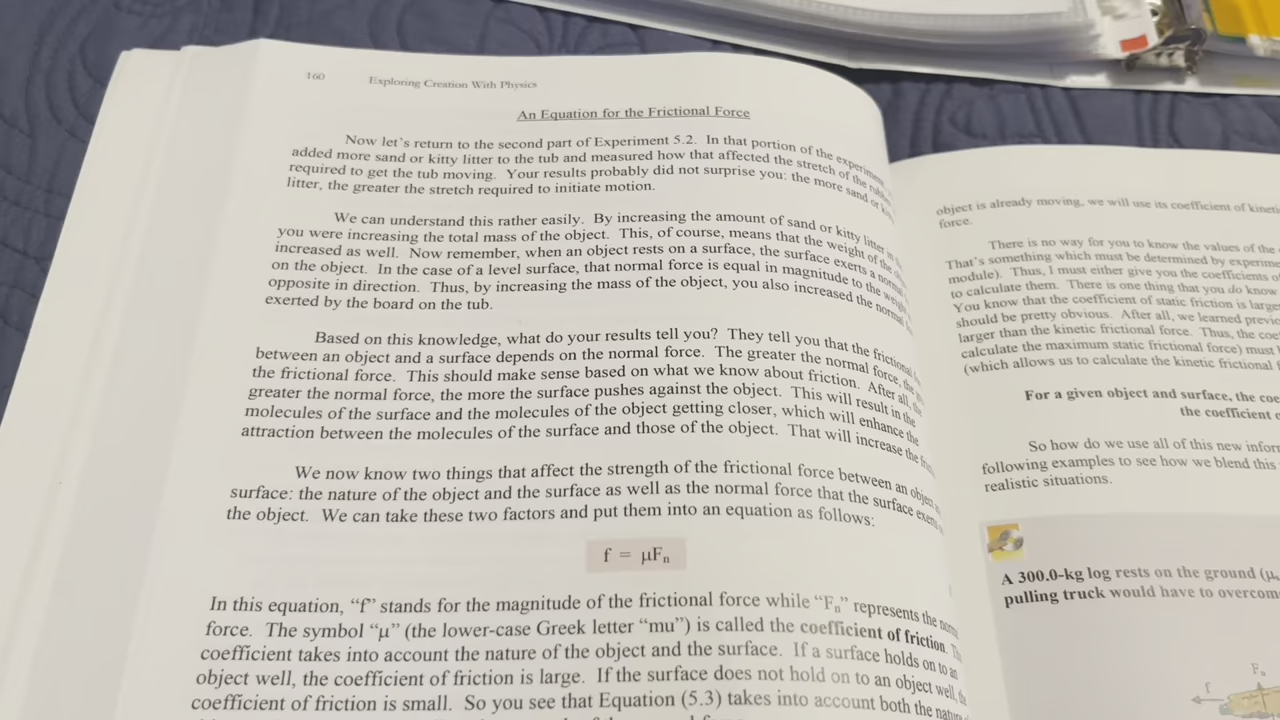 160
Exploring Creation With Physics
An Equation for the Frictional Force
Now let's return to the second part of Experiment 5.2. In that portion of the experiment
added more sand or kitty litter to the tub and measured how that affected the stretch of the
required to get the tub moving. Your results probably did not surprise you: the more sand or
litter, the greater the stretch required to initiate motion.
We can understand this rather easily. By increasing the amount of sand or kitty litter in
you were increasing the total mass of the object. This, of course, means that the weight of the
increased as well. Now remember, when an object rests on a surface, the surface exerts a normal
on the object. In the case of a level surface, that normal force is equal in magnitude to the
opposite in direction. Thus, by increasing the mass of the object, you also increased the normal
exerted by the board on the tub.
Based on this knowledge, what do your results tell you? They tell you that the frictional
between an object and a surface depends on the normal force. The greater the normal force, the
the frictional force. This should make sense based on what we know about friction. After all, the
greater the normal force, the more the surface pushes against the object. This will result in the
molecules of the surface and the molecules of the object getting closer, which will enhance the
attraction between the molecules of the surface and those of the object. That will increase the
We now know two things that affect the strength of the frictional force between an object
surface: the nature of the object and the surface as well as the normal force that the surface
the object. We can take these two factors and put them into an equation as follows:
f = μFₙ
In this equation, “f” stands for the magnitude of the frictional force while “Fₙ” represents the
force. The symbol “μ” (the lower-case Greek letter “mu”) is called the coefficient of friction.
coefficient takes into account the nature of the object and the surface. If a surface holds on to an
object well, the coefficient of friction is large. If the surface does not hold on to an object well,
coefficient of friction is small. So you see that Equation (5.3) takes into account both the
object is already moving, we will use its coefficient of
force.
There is no way for you to know the values of the
That's something which must be determined by
module). Thus, I must either give you the coefficients
to calculate them. There is one thing that you do know
You know that the coefficient of static friction is
should be pretty obvious. After all, we learned
larger than the kinetic frictional force. Thus, the
calculate the maximum static frictional force) must
(which allows us to calculate the kinetic frictional
For a given object and surface, the
the coefficient
So how do we use all of this new
following examples to see how we blend this
realistic situations.
A 300.0-kg log rests on the ground (μ
pulling truck would have to
Fₙ
f